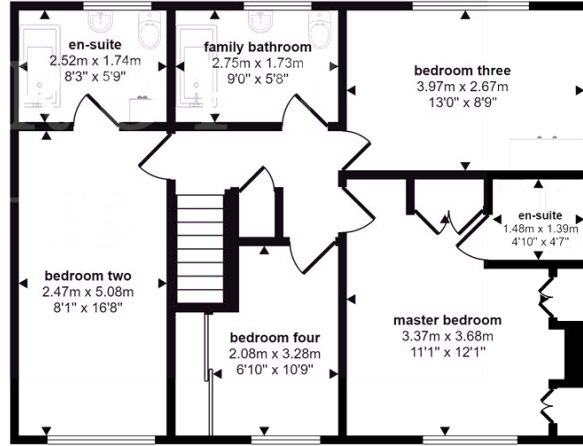 en-suite
2.52m x 1.74m
8'3" x 5'9"
family bathroom
2.75m x 1.73m
9'0" x 5'8"
bedroom three
3.97m x 2.67m
13'0" x 8'9"
en-suite
1.48m x 1.39m
4'10" x 4'7"
bedroom two
2.47m x 5.08m
8'1" x 16'8"
master bedroom
3.37m x 3.68m
11'1" x 12'1"
bedroom four
2.08m x 3.28m
6'10" x 10'9"